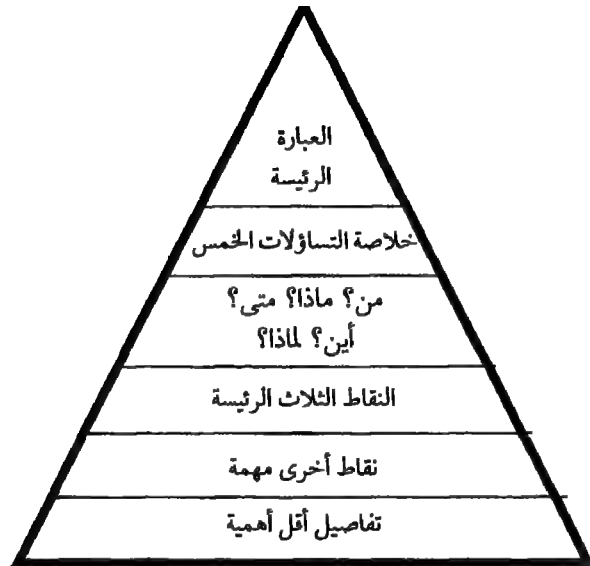 العبارة
الرئيسة
خلاصة التساؤلات الخمس
من؟ ماذا؟ متى؟
أين؟ لماذا؟
النقاط الثلاث الرئيسة
نقاط أخرى مهمة
تفاصيل أقل أهمية